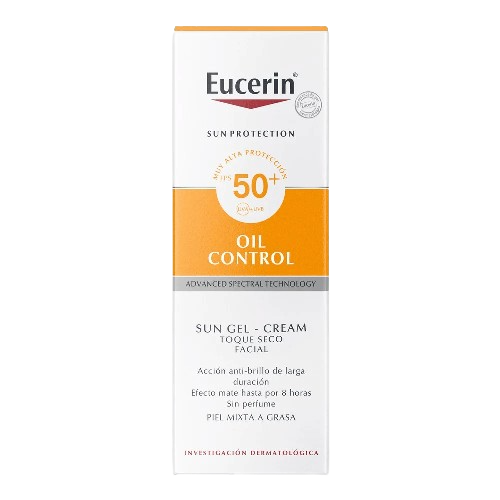 Eucerin®
SUN PROTECTION
MUY ALTA PROTECCIÓN
FPS 50+
UVA+UVB
OIL
CONTROL
ADVANCED SPECTRAL TECHNOLOGY
SUN GEL - CREAM
TOQUE SECO
FACIAL
Acción anti-brillo de larga
duración
Efecto mate hasta por 8 horas
Sin perfume
PIEL MIXTA A GRASA
INVESTIGACIÓN DERMATOLÓGICA